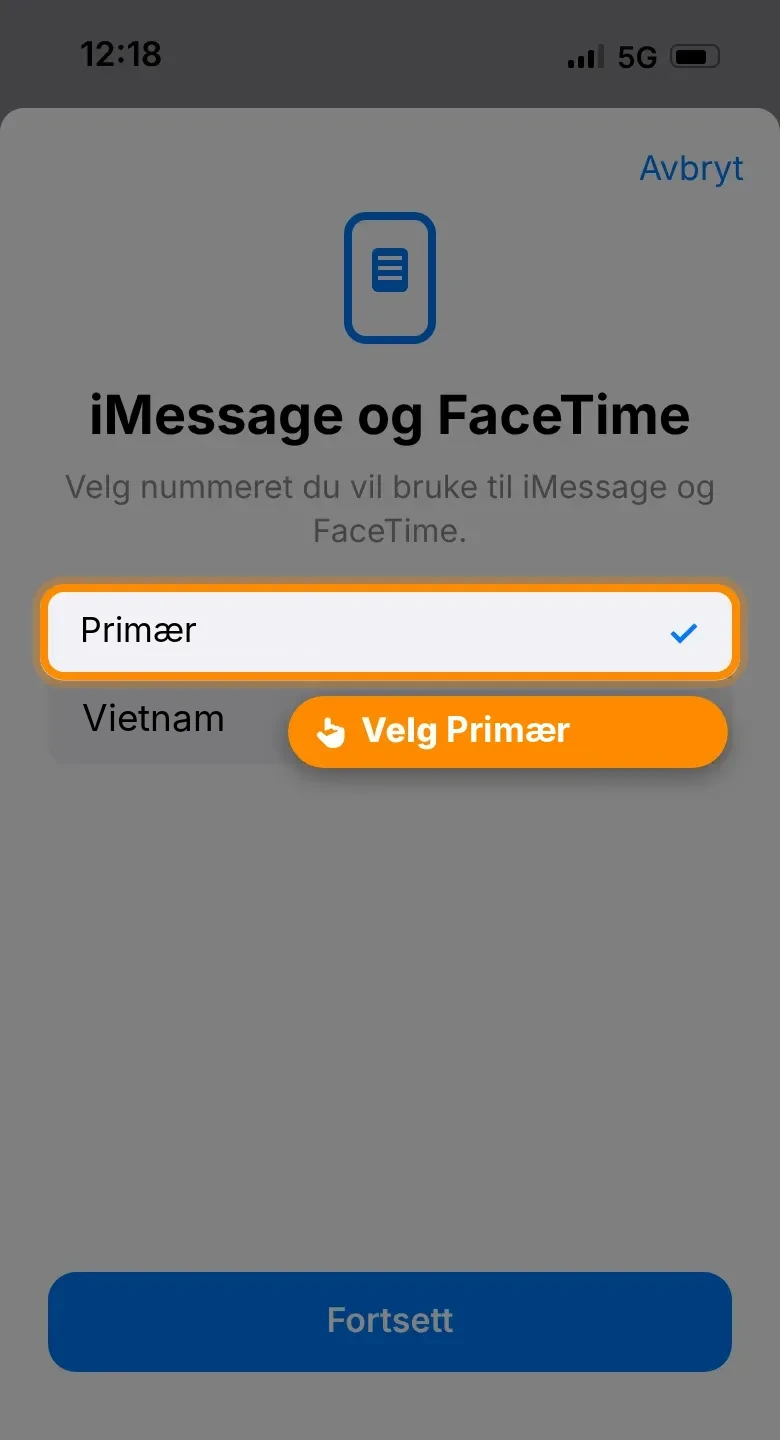 12:18
5G
Avbryt
iMessage og FaceTime
Velg nummeret du vil bruke til iMessage og
FaceTime.
Primær
Vietnam
Velg Primær
Fortsett